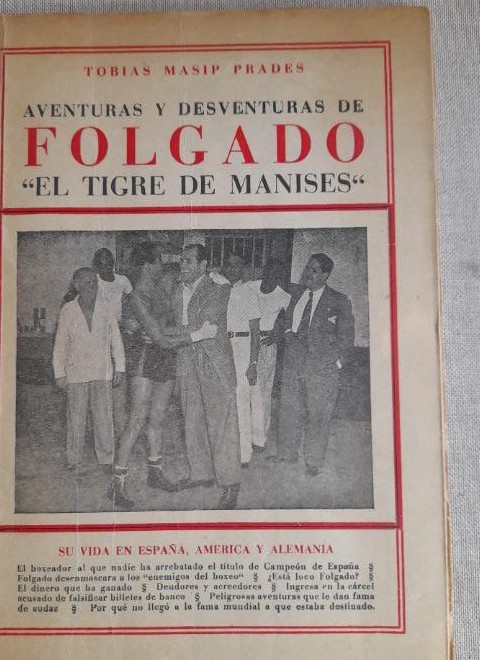 TOBIAS MASIP PRADES
AVENTURAS Y DESVENTURAS DE
FOLGADO
“EL TIGRE DE MANISES“
SU VIDA EN ESPAÑA, AMERICA Y ALEMANIA
El boxeador al que nadie ha arrebatado el título de Campeón de España §
Folgado desenmascara a los "enemigos del boxeo" § ¿Está loco Folgado? §
El dinero que ha ganado § Deudores y acreedores § Ingresa en la cárcel
acusado de falsificar billetes de banco § Peligrosas aventuras que le dan fama
de audaz § Por qué no llegó a la fama mundial a que estaba destinado.